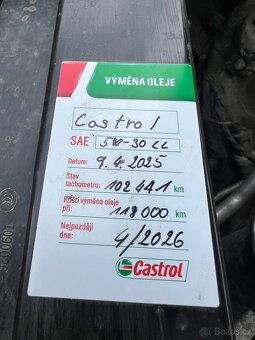 VÝMĚNA OLEJE
Castrol
SAE 5W-30 LL
Datum: 9.4.2025
Stav
tachometru: 102 441 km
Příští výměna oleje
při: 118 000 km
Nejpozději
dne: 4/2026
Castrol